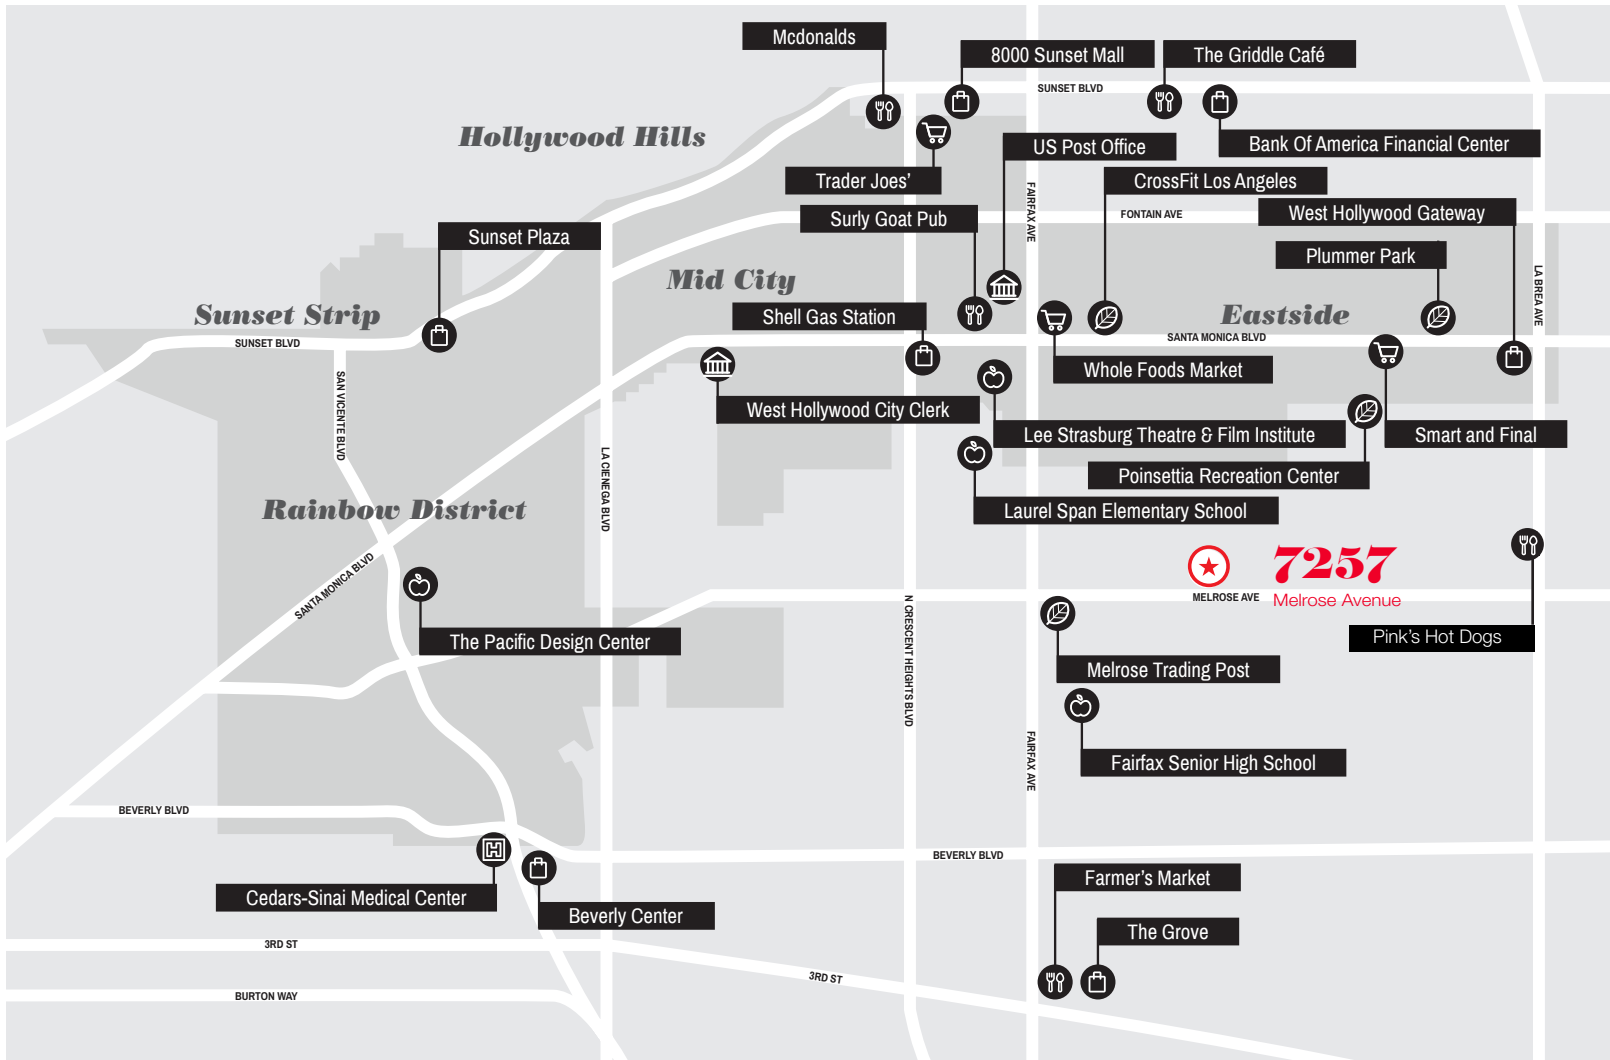 Mcdonalds
8000 Sunset Mall
The Griddle Café
SUNSET BLVD
Hollywood Hills
US Post Office
Bank Of America Financial Center
Trader Joes’
CrossFit Los Angeles
FAIRFAX AVE
Surly Goat Pub
FONTAIN AVE
West Hollywood Gateway
Sunset Plaza
Plummer Park
Mid City
LA BREA AVE
Sunset Strip
Shell Gas Station
Eastside
SUNSET BLVD
SANTA MONICA BLVD
Whole Foods Market
SAN VICENTE BLVD
West Hollywood City Clerk
Lee Strasburg Theatre & Film Institute
Smart and Final
Poinsettia Recreation Center
LA CIENEGA BLVD
Rainbow District
Laurel Span Elementary School
7257
SANTA MONICA BLVD
MELROSE AVE
Melrose Avenue
N CRESCENT HEIGHTS BLVD
The Pacific Design Center
Pink’s Hot Dogs
Melrose Trading Post
FAIRFAX AVE
Fairfax Senior High School
BEVERLY BLVD
BEVERLY BLVD
Farmer’s Market
Cedars-Sinai Medical Center
Beverly Center
The Grove
3RD ST
3RD ST
BURTON WAY